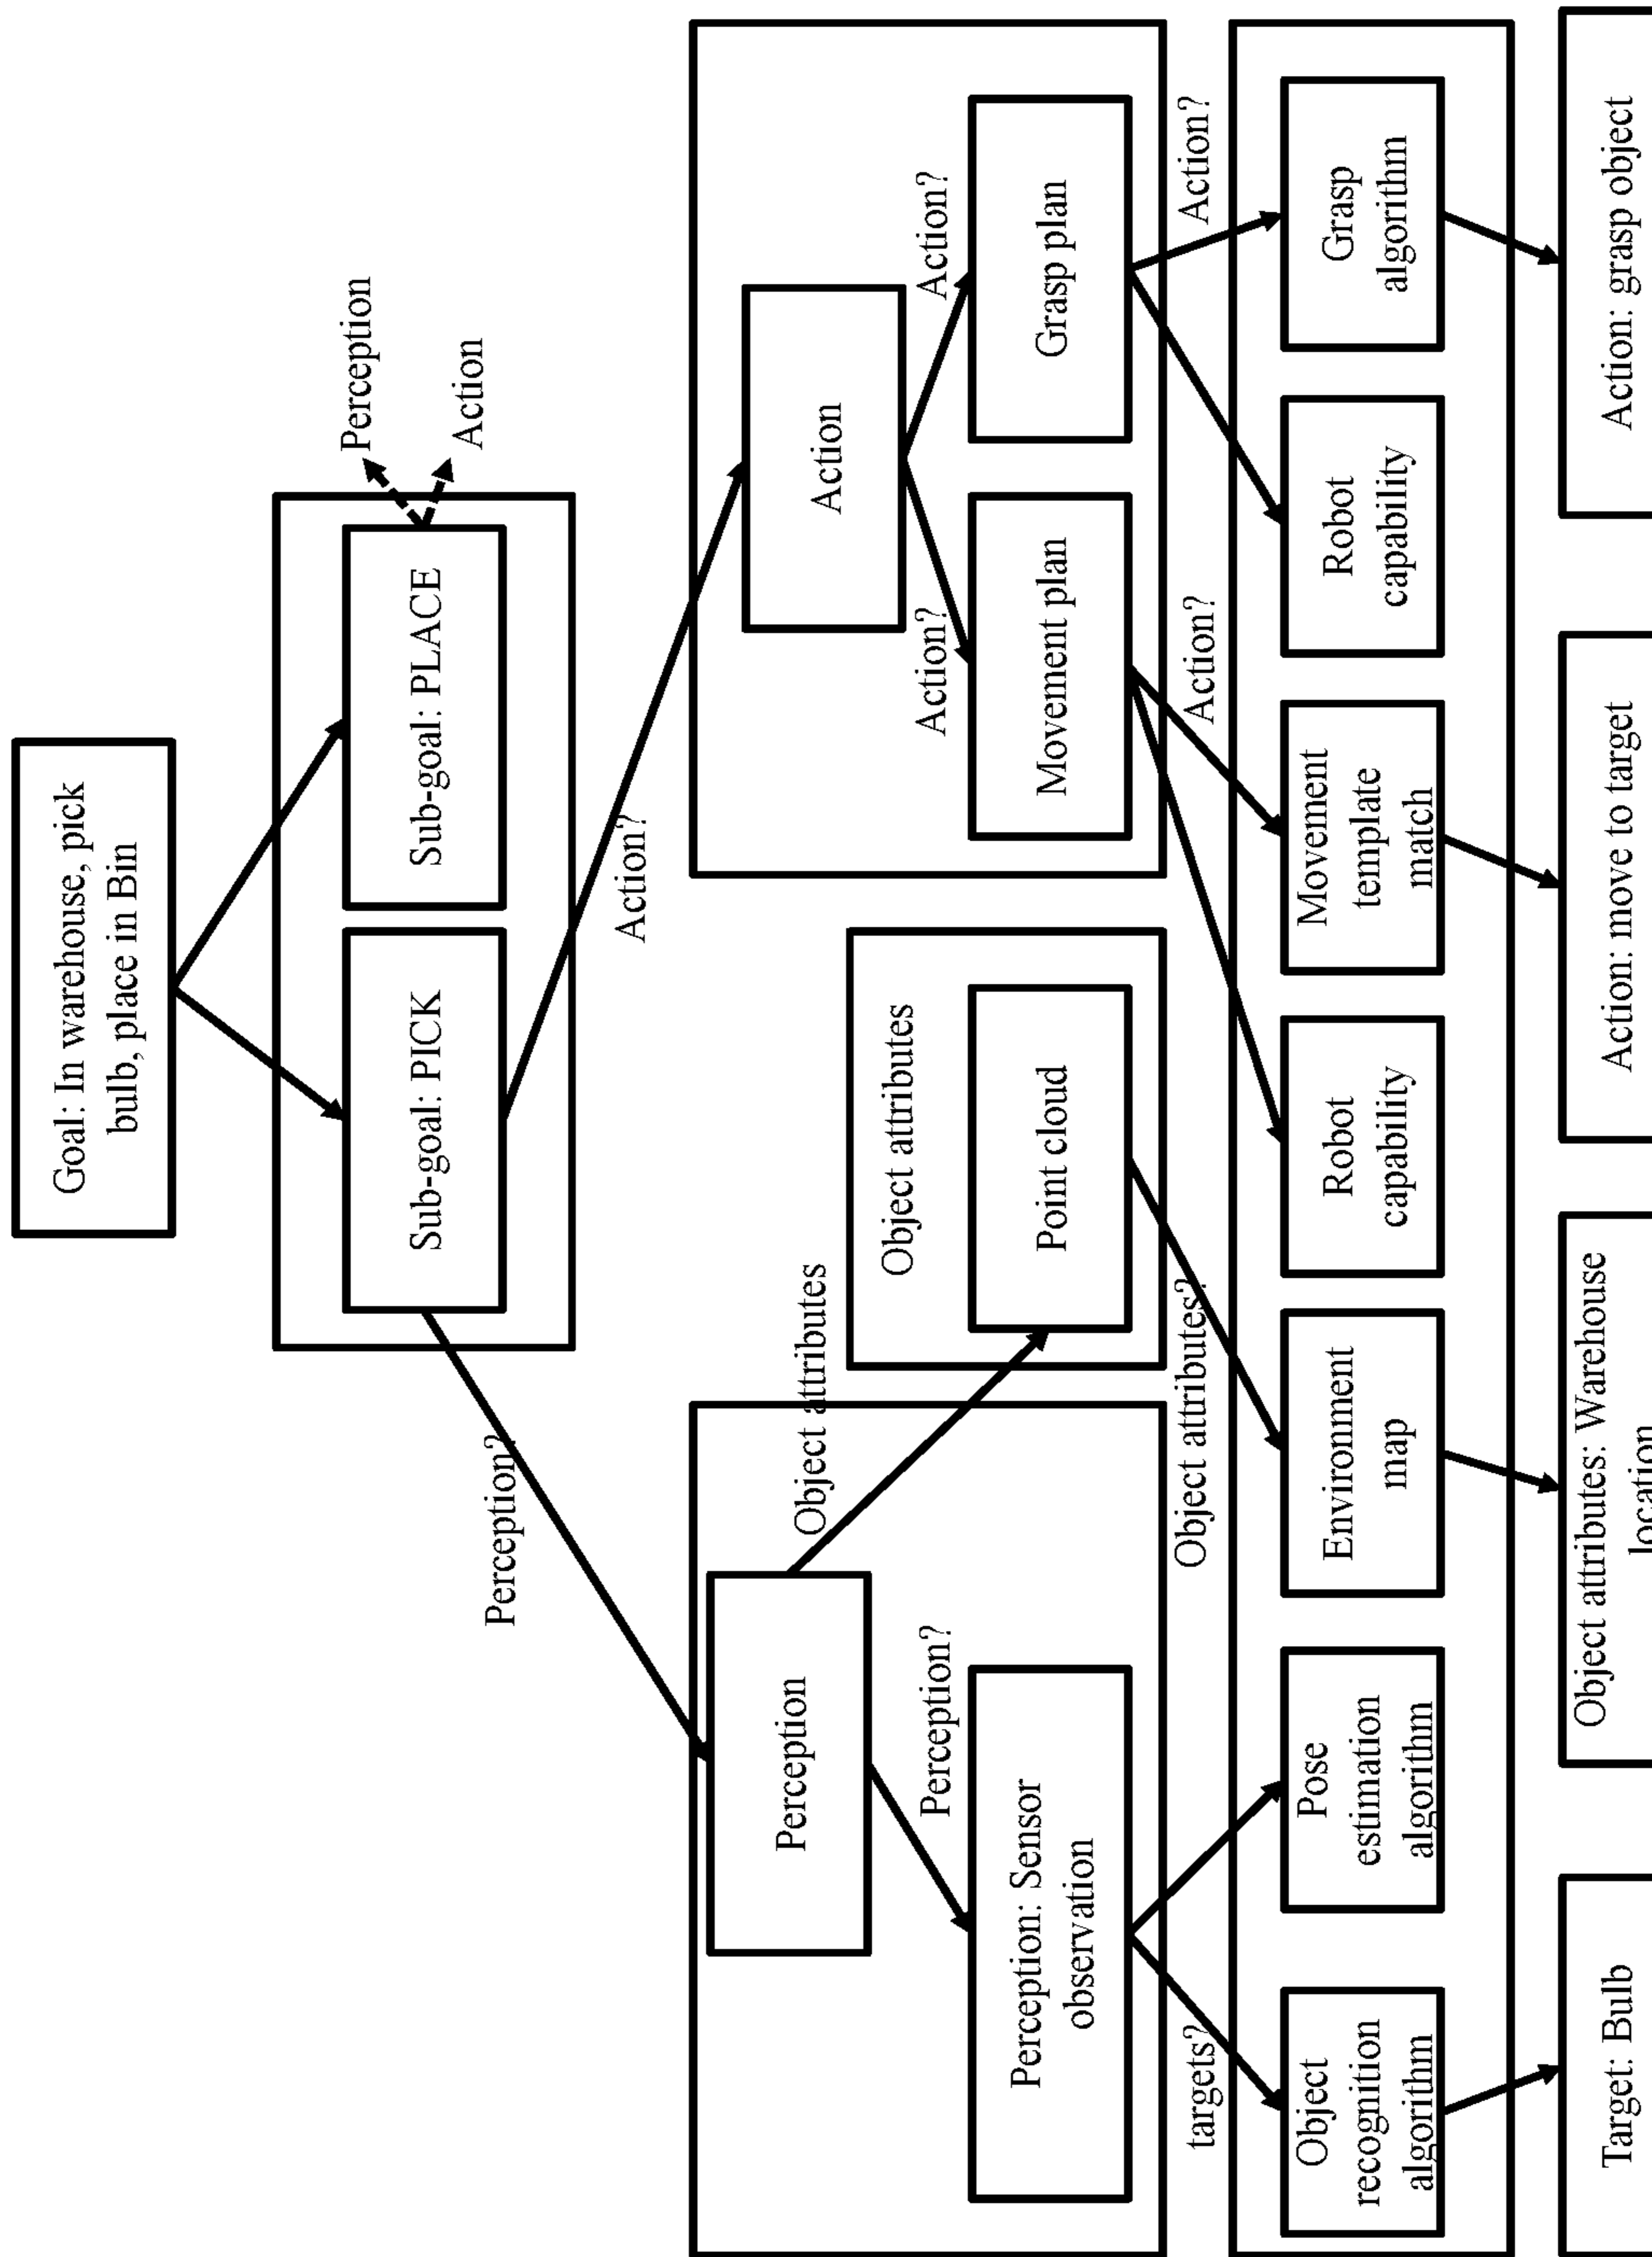 Goal: In warehouse, pick
bulb, place in Bin
Sub-goal: PICK
Sub-goal: PLACE
Perception
Action
Perception?
Action?
Perception
Object attributes
Object attributes
Action
Perception?
Action?
Action?
Perception: Sensor
observation
Point cloud
Movement plan
Grasp plan
targets?
Object attributes?
Action?
Action?
Object
recognition
algorithm
Pose
estimation
algorithm
Environment
map
Robot
capability
Movement
template
match
Robot
capability
Grasp
algorithm
Target: Bulb
Object attributes: Warehouse
location
Action: move to target
Action: grasp object